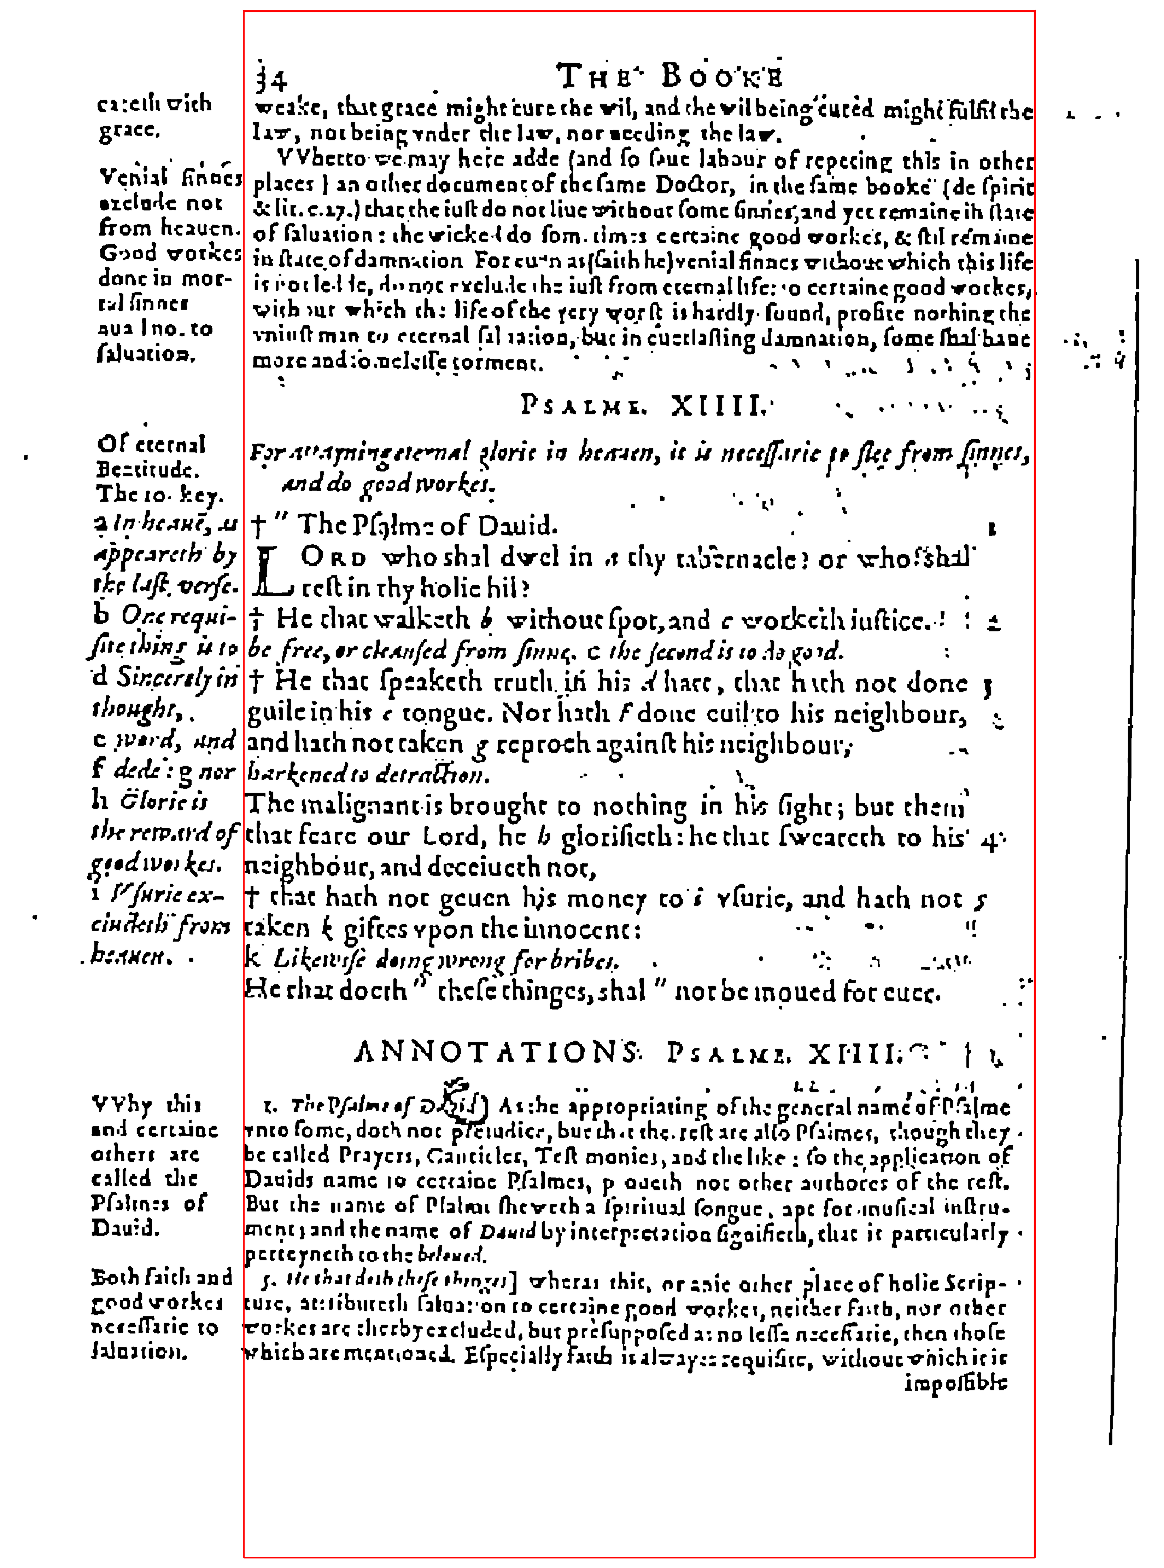 34 THE BOOKE
cateth with
grace.
Venial ſinnes
exclude not
from heauen.
Good workes
done in mor-
tal ſinnes
auail not to
ſaluation.
weake, that grace might cure the wil, and the wil being cured might fulfil the
law, not being vnder the law, nor needing the law.
VVherto we may here adde (and ſo ſaue labour of repeting this in other
places) an other document of the ſame Doctor, in the ſame booke (de ſpirit
& lit. c. 27.) that the iuſt do not liue without ſome ſinnes, and yet remaine in ſtate
of ſaluation: the wicked do ſomtimes certaine good workes, & ſtil remaine
in ſtate of damnation For euen as (ſaith he) venial ſinnes without which this life
is not led, do not exclude the iuſt from eternal life: ſo certaine good workes,
without which the life of the very worſt is hardly found, profite nothing the
vniuſt man to eternal ſaluation, but in euerlaſting damnation, ſome ſhal haue
more and ſome leſſe torment.
PSALME. XIIII.
Of eternal
Beatitude.
The 10. key.
For attayning eternal glorie in heauen, it is neceſſarie to flee from ſinnes,
and do good workes.
a In heauē, as
appeareth by
the laſt verſe.
† " The Pſalme of Dauid. 1
LORD who shal dwel in a thy tabernacle? or who shal
reſt in thy holie hil?
† He that walketh b without ſpot, and c worketh iuſtice. 2
b One requi-
ſite thing is to be free, or cleanſed from ſinne. c the ſecond is to do good.
d Sincerely in
thought,
† He that ſpeaketh truth in his d hart, that hath not done 3
guile in his e tongue. Nor hath f done euil to his neighbour,
and hath not taken g reproch againſt his neighbour;
e word, and
f dede: g nor harkened to detraction.
h Glorie is
the reward of
good workes.
The malignant is brought to nothing in his ſight; but them
that feare our Lord, he h glorifieth: he that ſweareth to his 4
neighbour, and deceiueth not,
i Vſurie ex-
cludeth from
heauen.
† that hath not geuen his money to i vſurie, and hath not 5
taken k giftes vpon the innocent:
k Likewiſe doing wrong for bribes.
He that doeth " theſe thinges, shal " not be moued for euer.
ANNOTATIONS. PSALME. XIIII.
VVhy this
and certaine
others are
called the
Pſalmes of
Dauid.
1. The Pſalme of Dauid] As the appropriating of the general name of Pſalme
vnto ſome, doth not preiudice, but that the reſt are alſo Pſalmes, though they
be called Prayers, Canticles, Teſtimonies, and the like: ſo the application of
Dauids name to certaine Pſalmes, proueth not other authores of the reſt.
But the name of Pſalm sheweth a ſpiritual ſongue, apt for muſical inſtru-
ment; and the name of Dauid by interpretation ſignifieth, that it particularly
perteyneth to the beloued.
Both faith and
good workes
neceſſarie to
ſaluation.
5. He that doth theſe thinges] wheras this, or anie other place of holie Scrip-
ture, attributeth ſaluation to certaine good workes, neither faith, nor other
workes are therby excluded, but preſuppoſed as no leſſe neceſſarie, then thoſe
which are mentioned. Eſpecially faith is alwayes requiſite, without which it is
impoſſible